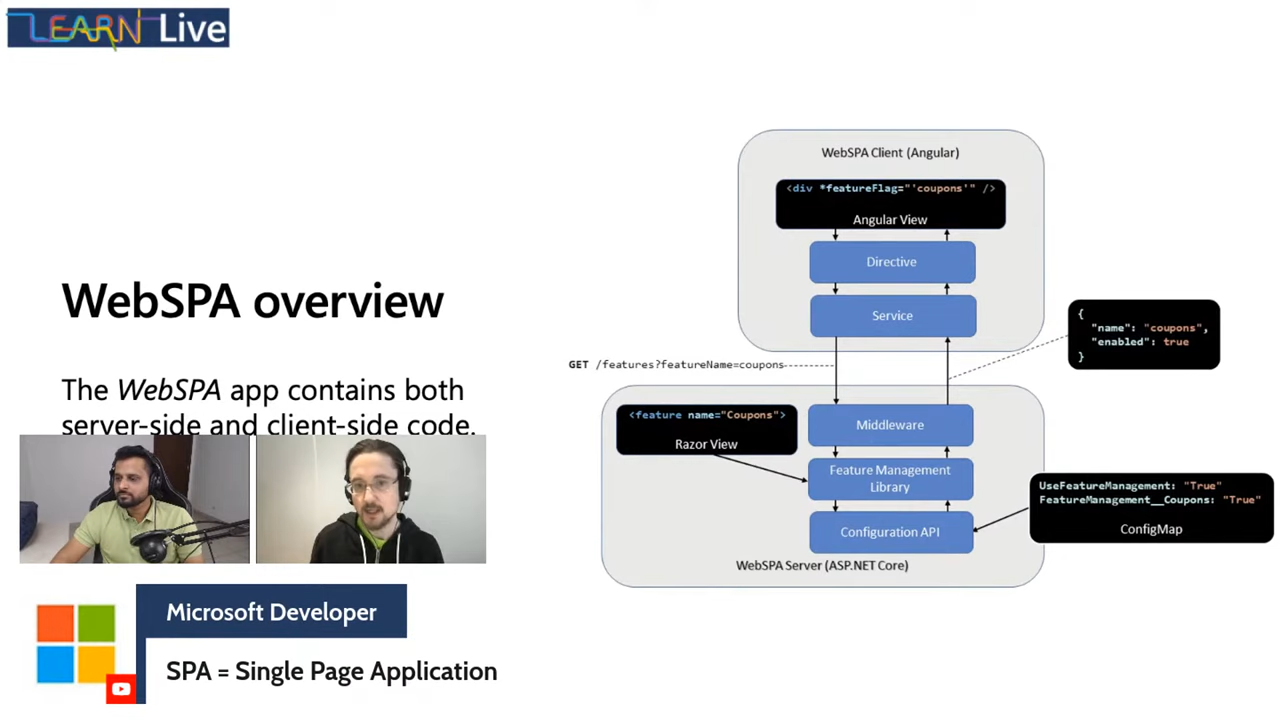 LEARN Live
WebSPA overview
The WebSPA app contains both
server-side and client-side code.
Microsoft Developer
SPA = Single Page Application
WebSPA Client (Angular)
<div *featureFlag="'coupons'" />
Angular View
Directive
Service
GET /features?featureName=coupons
{
"name": "coupons",
"enabled": true
}
<feature name="Coupons">
Razor View
Middleware
Feature Management
Library
Configuration API
UseFeatureManagement: "True"
FeatureManagement__Coupons: "True"
ConfigMap
WebSPA Server (ASP.NET Core)